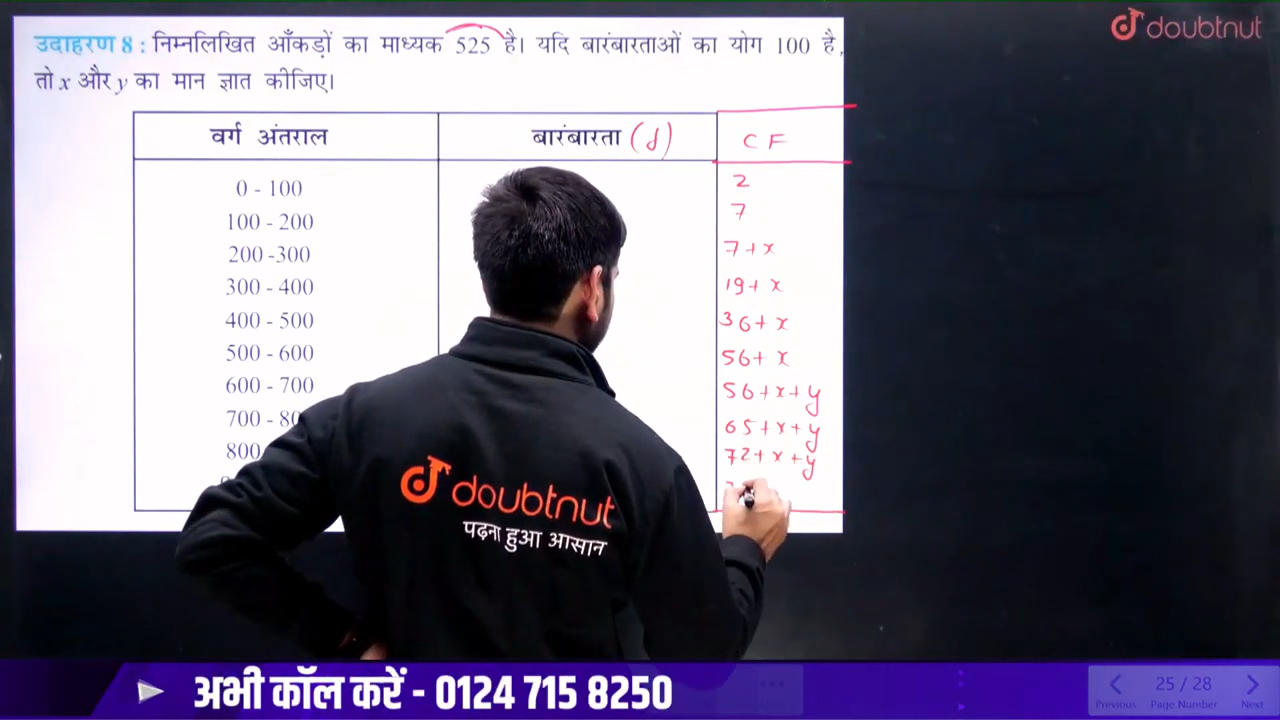 doubtnut
उदाहरण 8 : निम्नलिखित आँकड़ों का माध्यक 525 है। यदि बारंबारताओं का योग 100 है,
तो x और y का मान ज्ञात कीजिए।
वर्ग अंतराल बारंबारता (f) CF
0 - 100 2
100 - 200 7
200 -300 7+x
300 - 400 19+ x
400 - 500 36+ x
500 - 600 56+ x
600 - 700 56+x+y
700 - 80 65+x+y
800 72+x+y
doubtnut
पढ़ना हुआ आसान
अभी कॉल करें - 0124 715 8250
25 / 28
Previous Page Number Next